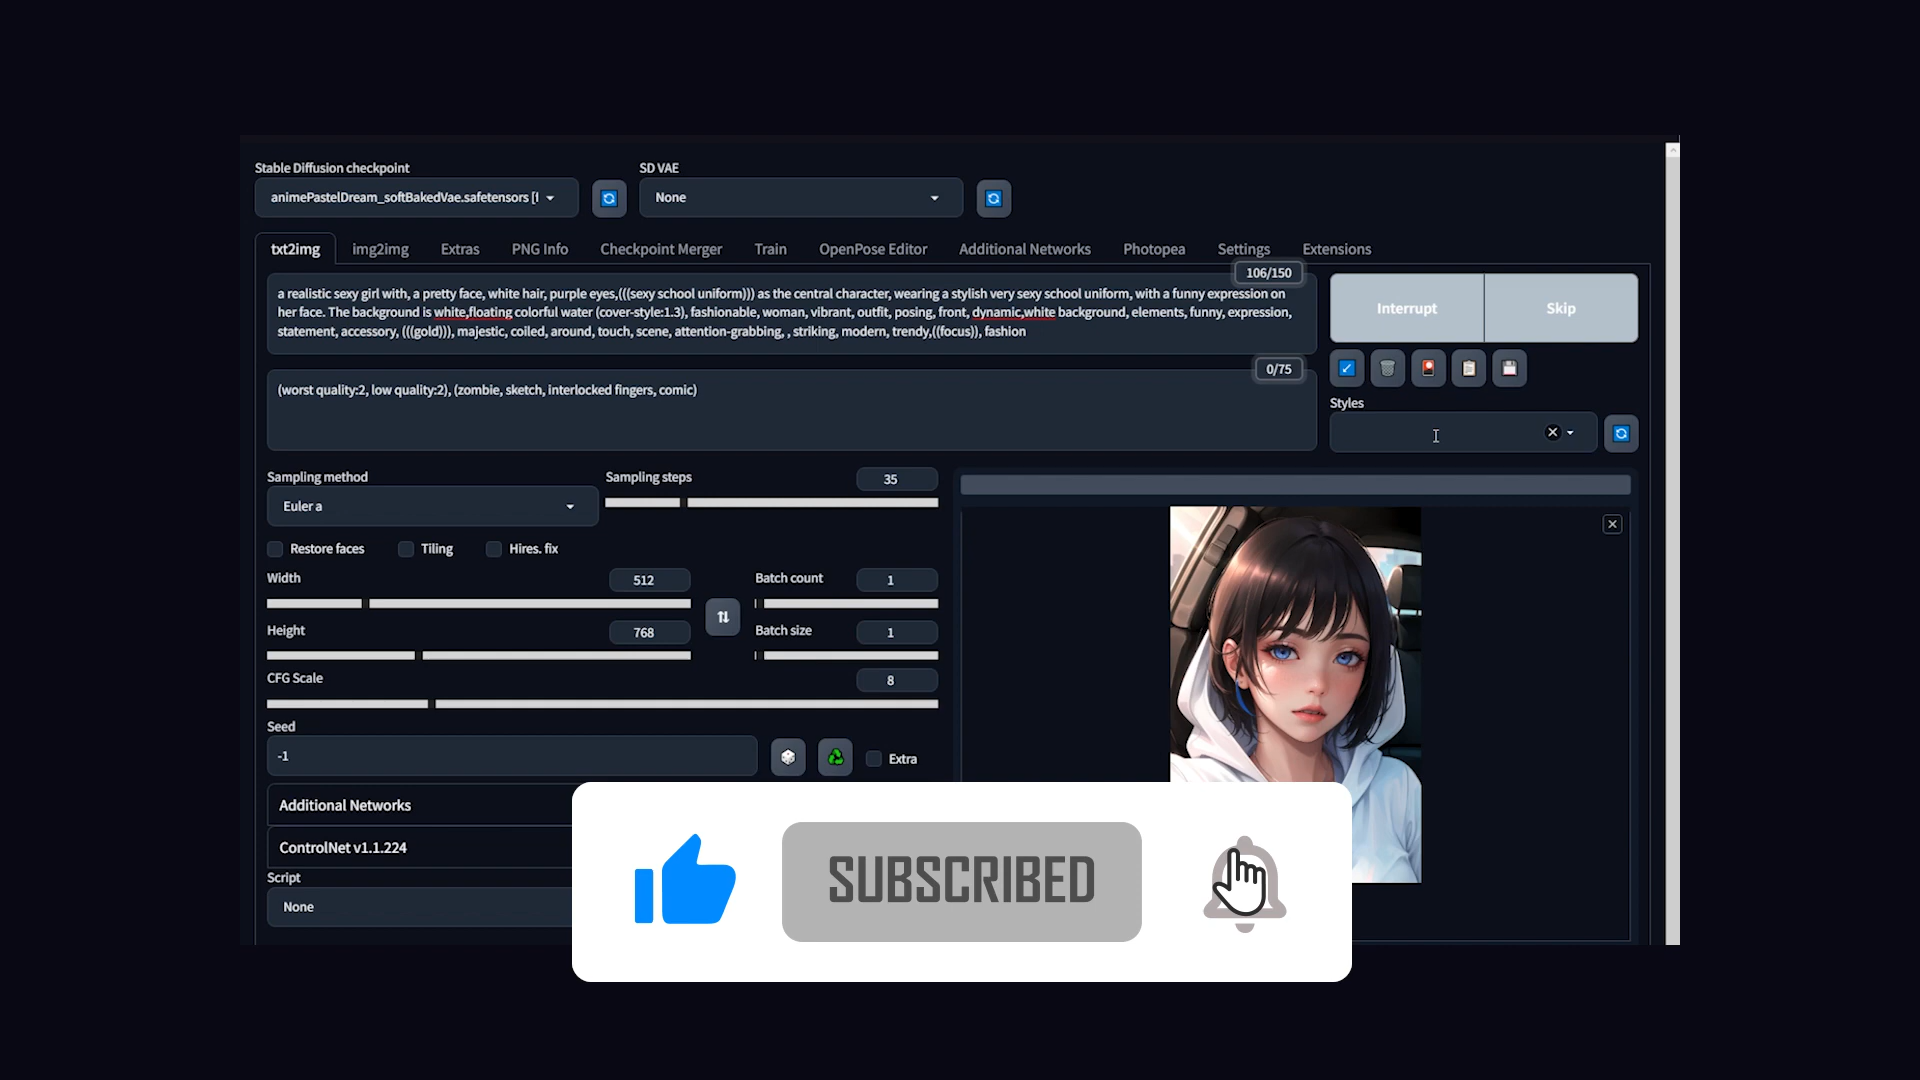 Stable Diffusion checkpoint
SD VAE
animePastelDream_softBakedVae.safetensors [f
None
txt2img
img2img
Extras
PNG Info
Checkpoint Merger
Train
OpenPose Editor
Additional Networks
Photopea
Settings
Extensions
106/150
a realistic sexy girl with, a pretty face, white hair, purple eyes,(((sexy school uniform))) as the central character, wearing a stylish very sexy school uniform, with a funny expression on
her face. The background is white,floating colorful water (cover-style:1.3), fashionable, woman, vibrant, outfit, posing, front, dynamic,white background, elements, funny, expression,
statement, accessory, (((gold))), majestic, coiled, around, touch, scene, attention-grabbing, , striking, modern, trendy,((focus)), fashion
Interrupt
Skip
0/75
(worst quality:2, low quality:2), (zombie, sketch, interlocked fingers, comic)
Styles
Sampling method
Sampling steps
35
Euler a
Restore faces
Tiling
Hires. fix
Width
512
Batch count
1
Height
768
Batch size
1
CFG Scale
8
Seed
-1
Extra
Additional Networks
ControlNet v1.1.224
Script
None
SUBSCRIBED